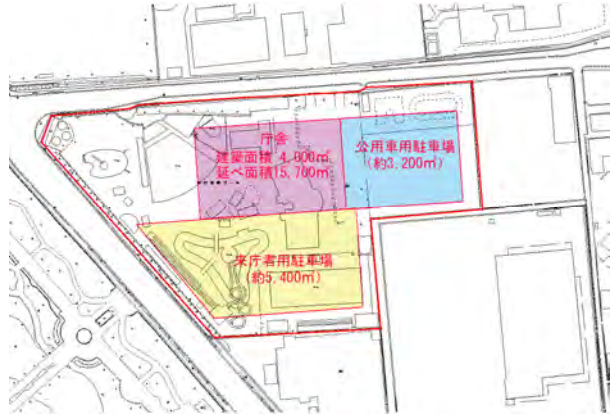 庁舎
建築面積 4,000㎡
延べ面積15,700㎡
公用車用駐車場
(約3,200㎡)
来庁者用駐車場
(約5,400㎡)